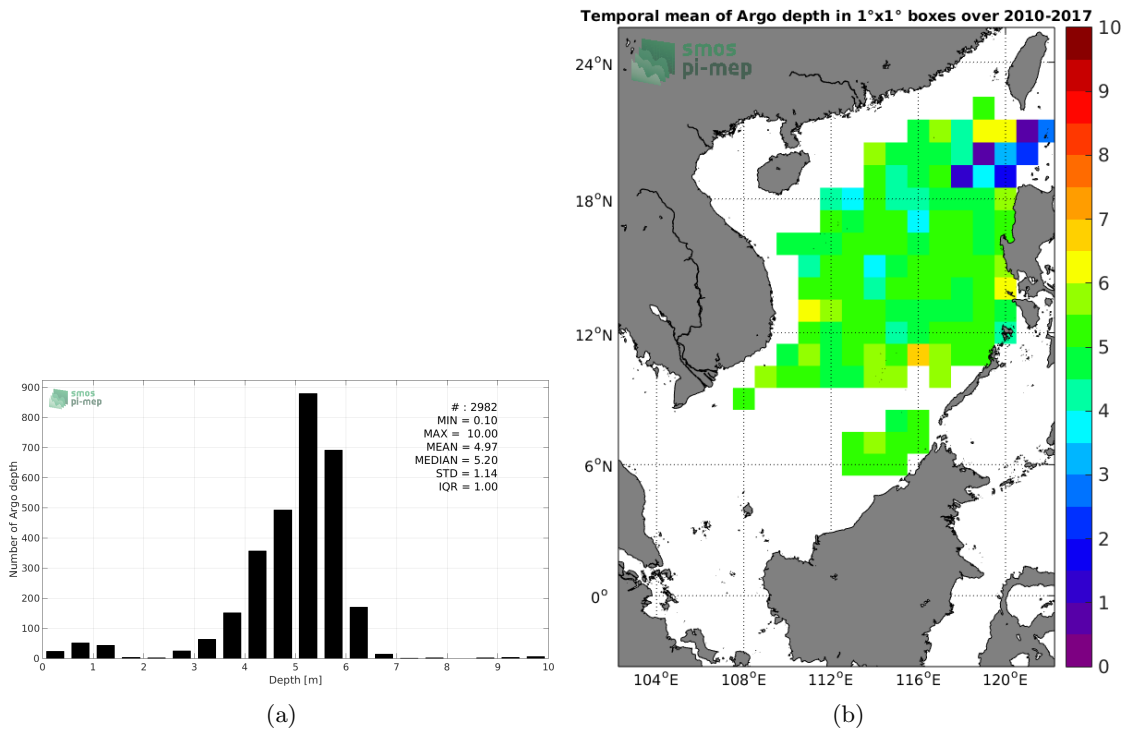 900
800
700
600
500
400
300
200
100
0
Number of Argo depth
smos
pi-mep
# : 2982
MIN = 0.10
MAX = 10.00
MEAN = 4.97
MEDIAN = 5.20
STD = 1.14
IQR = 1.00
0 1 2 3 4 5 6 7 8 9 10
Depth [m]
(a)
Temporal mean of Argo depth in 1°x1° boxes over 2010-2017
smos
pi-mep
24°N
18°N
12°N
6°N
0°
104°E 108°E 112°E 116°E 120°E
10
9
8
7
6
5
4
3
2
1
0
(b)